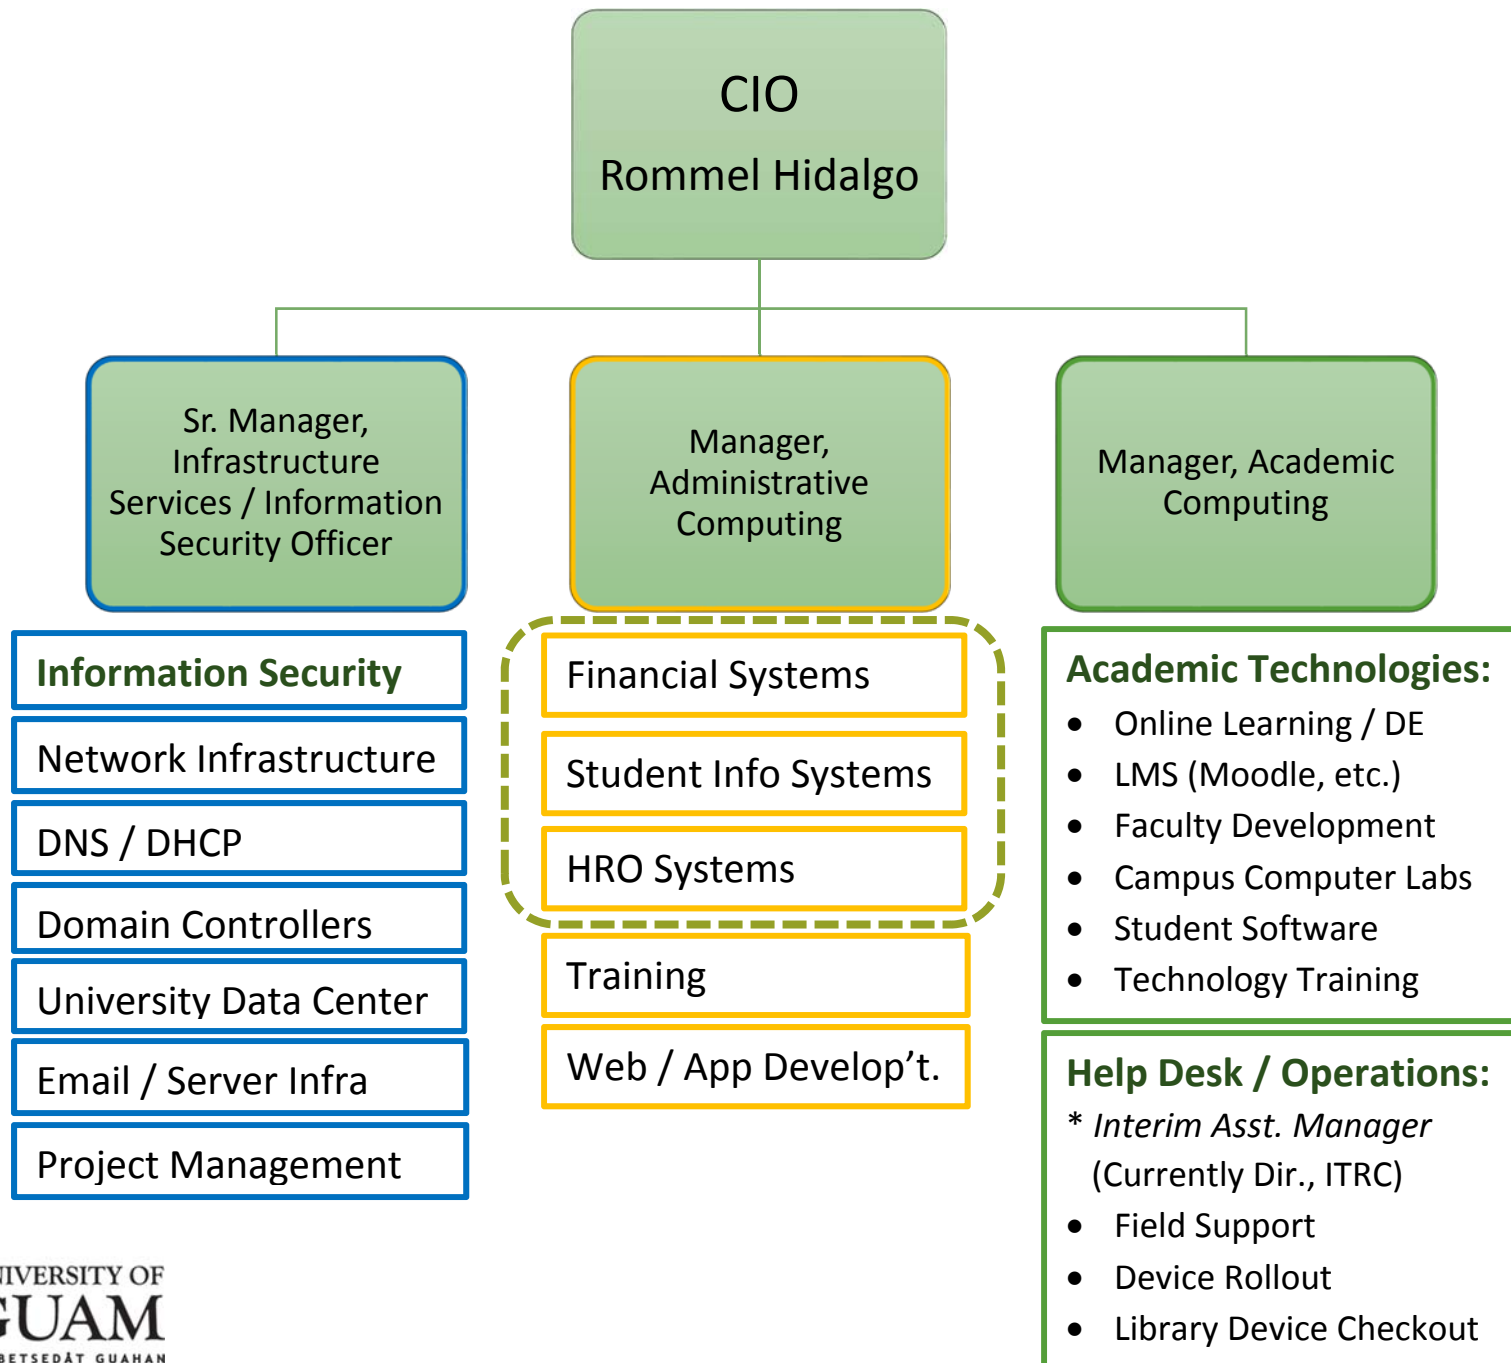 CIO
Rommel Hidalgo
Sr. Manager,
Infrastructure
Services / Information
Security Officer
Manager,
Administrative
Computing
Manager, Academic
Computing
Information Security
Network Infrastructure
DNS / DHCP
Domain Controllers
University Data Center
Email / Server Infra
Project Management
Financial Systems
Student Info Systems
HRO Systems
Training
Web / App Develop’t.
Academic Technologies:
• Online Learning / DE
• LMS (Moodle, etc.)
• Faculty Development
• Campus Computer Labs
• Student Software
• Technology Training
Help Desk / Operations:
* Interim Asst. Manager
(Currently Dir., ITRC)
• Field Support
• Device Rollout
• Library Device Checkout
NIVERSITY OF
GUAM
BETSEDÅT GUAHAN